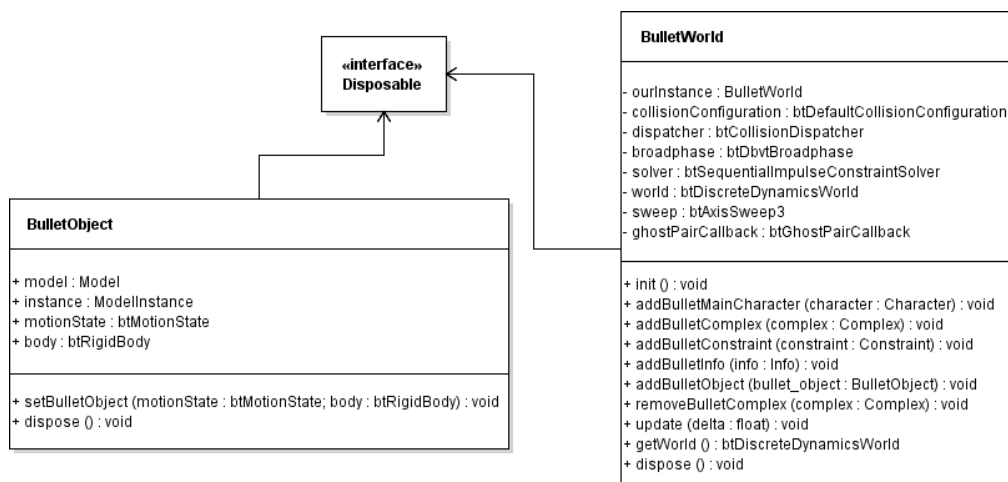 «interface»
Disposable
BulletObject
+ model : Model
+ instance : ModelInstance
+ motionState : btMotionState
+ body : btRigidBody
+ setBulletObject (motionState : btMotionState; body : btRigidBody) : void
+ dispose () : void
BulletWorld
- ourInstance : BulletWorld
- collisionConfiguration : btDefaultCollisionConfiguration
- dispatcher : btCollisionDispatcher
- broadphase : btDbvtBroadphase
- solver : btSequentialImpulseConstraintSolver
- world : btDiscreteDynamicsWorld
- sweep : btAxisSweep3
- ghostPairCallback : btGhostPairCallback
+ init () : void
+ addBulletMainCharacter (character : Character) : void
+ addBulletComplex (complex : Complex) : void
+ addBulletConstraint (constraint : Constraint) : void
+ addBulletInfo (info : Info) : void
+ addBulletObject (bullet_object : BulletObject) : void
+ removeBulletComplex (complex : Complex) : void
+ update (delta : float) : void
+ getWorld () : btDiscreteDynamicsWorld
+ dispose () : void